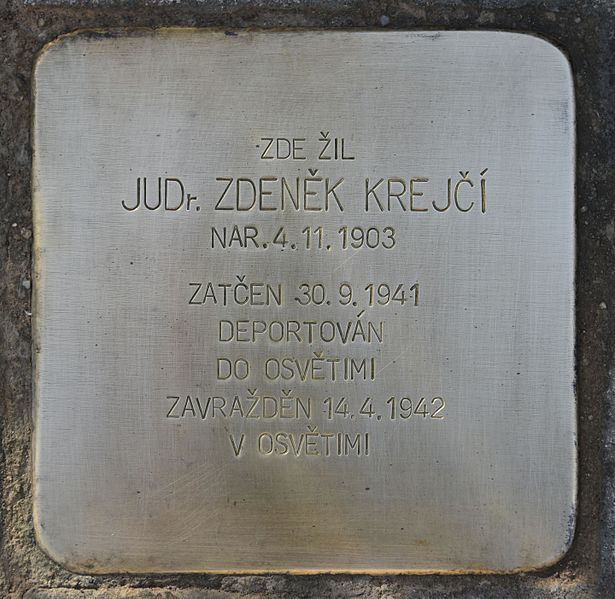 ZDE ŽIL
JUDr. ZDENĚK KREJČÍ
NAR. 4. 11. 1903
ZATČEN 30. 9. 1941
DEPORTOVÁN
DO OSVĚTIMI
ZAVRAŽDĚN 14. 4. 1942
V OSVĚTIMI